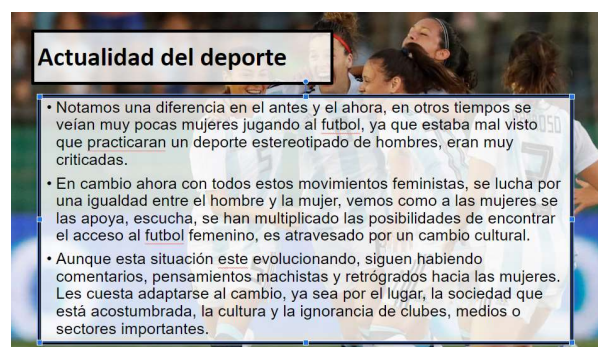 Actualidad del deporte
• Notamos una diferencia en el antes y el ahora, en otros tiempos se
veían muy pocas mujeres jugando al futbol, ya que estaba mal visto
que practicaran un deporte estereotipado de hombres, eran muy
criticadas.
• En cambio ahora con todos estos movimientos feministas, se lucha por
una igualdad entre el hombre y la mujer, vemos como a las mujeres se
las apoya, escucha, se han multiplicado las posibilidades de encontrar
el acceso al futbol femenino, es atravesado por un cambio cultural.
• Aunque esta situación este evolucionando, siguen habiendo
comentarios, pensamientos machistas y retrógrados hacia las mujeres.
Les cuesta adaptarse al cambio, ya sea por el lugar, la sociedad que
está acostumbrada, la cultura y la ignorancia de clubes, medios o
sectores importantes.